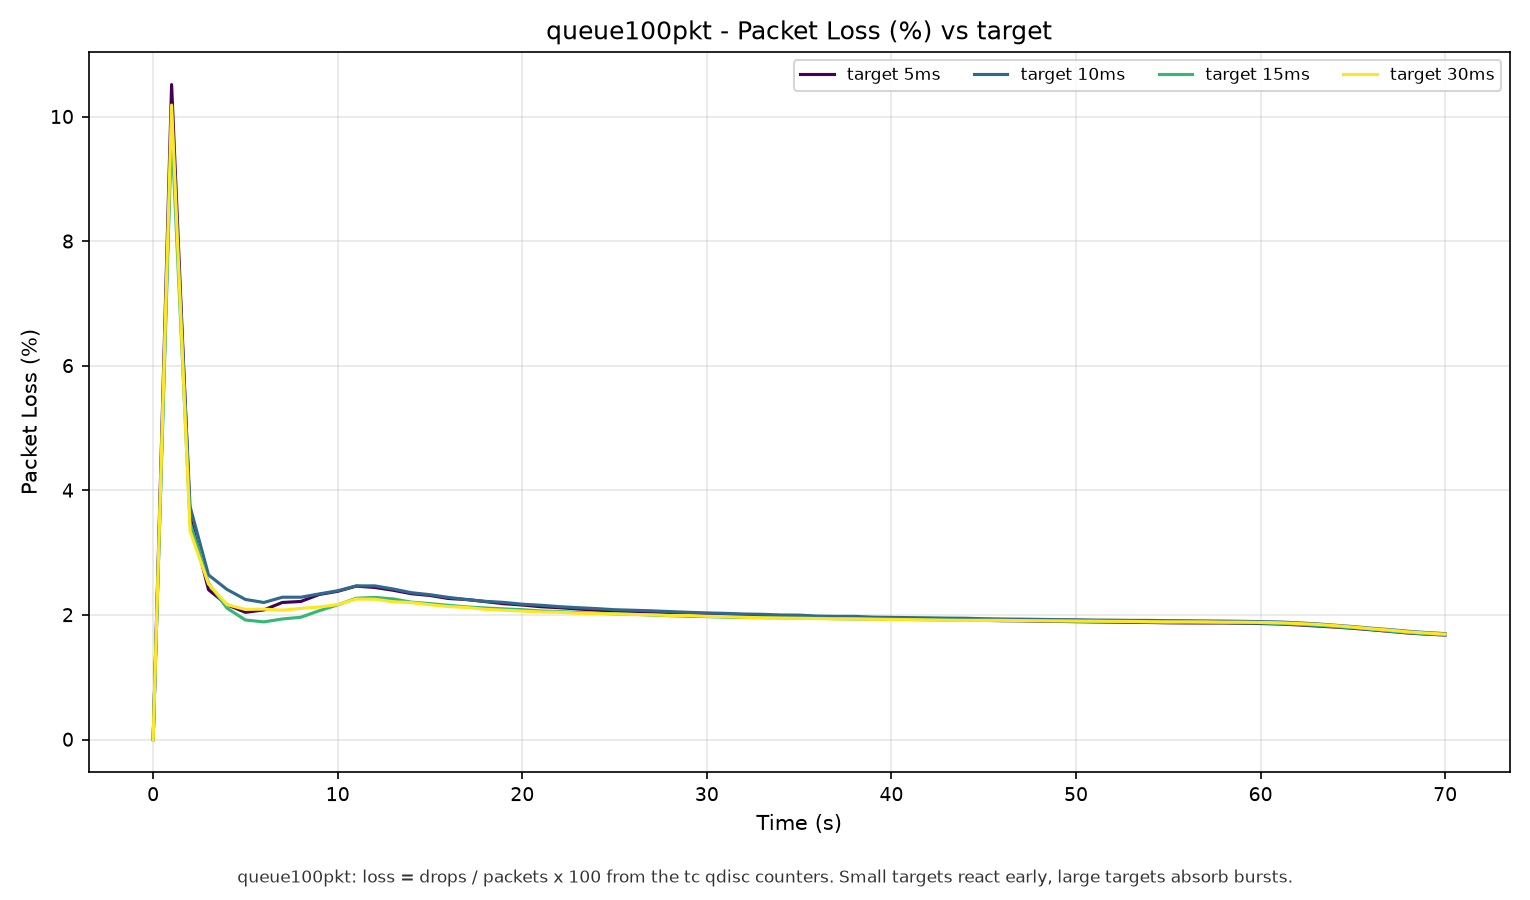 queue100pkt - Packet Loss (%) vs target
target 5ms target 10ms target 15ms target 30ms
Packet Loss (%)
10
8
6
4
2
0
0 10 20 30 40 50 60 70
Time (s)
queue100pkt: loss = drops / packets x 100 from the tc qdisc counters. Small targets react early, large targets absorb bursts.